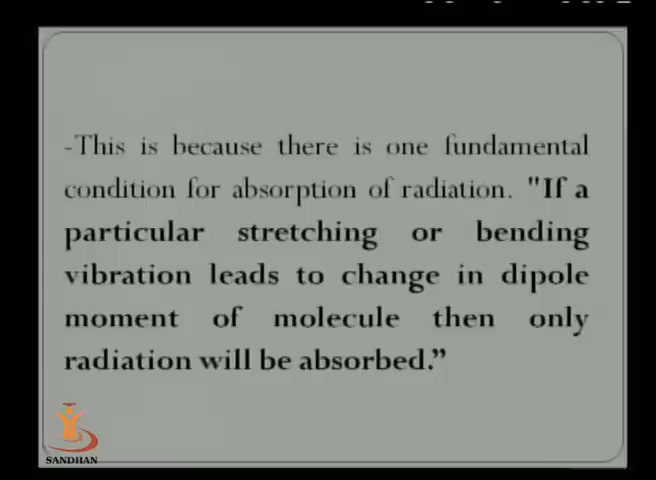 -This is because there is one fundamental
condition for absorption of radiation. "If a
particular stretching or bending
vibration leads to change in dipole
moment of molecule then only
radiation will be absorbed.”
SANDHAN